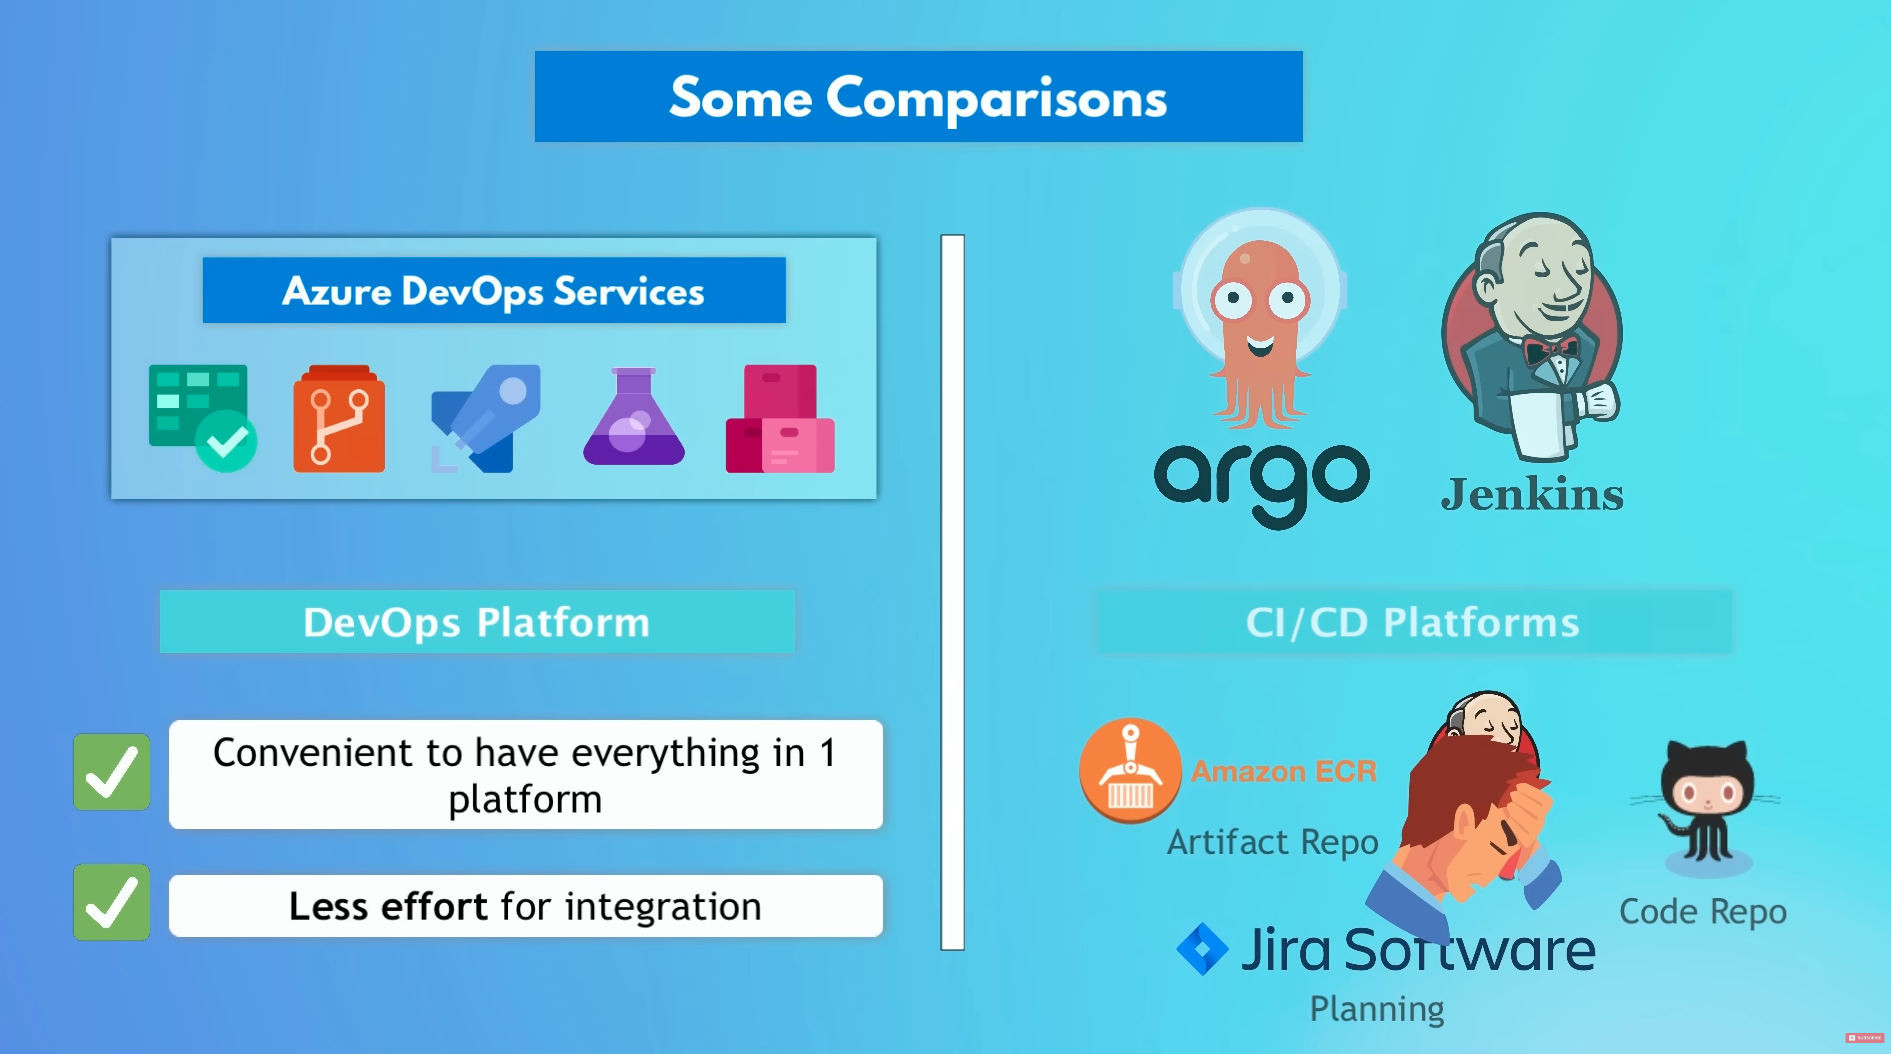 Some Comparisons
Azure DevOps Services
DevOps Platform
Convenient to have everything in 1
platform
Less effort for integration
argo
Jenkins
CI/CD Platforms
Amazon ECR
Artifact Repo
Code Repo
Jira Software
Planning
SUBSCRIBE